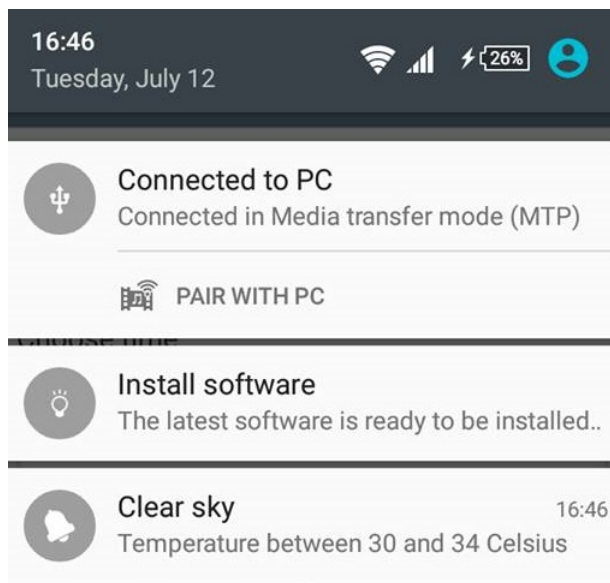 16:46
Tuesday, July 12
26%
Connected to PC
Connected in Media transfer mode (MTP)
PAIR WITH PC
Choose time
Install software
The latest software is ready to be installed..
Clear sky 16:46
Temperature between 30 and 34 Celsius